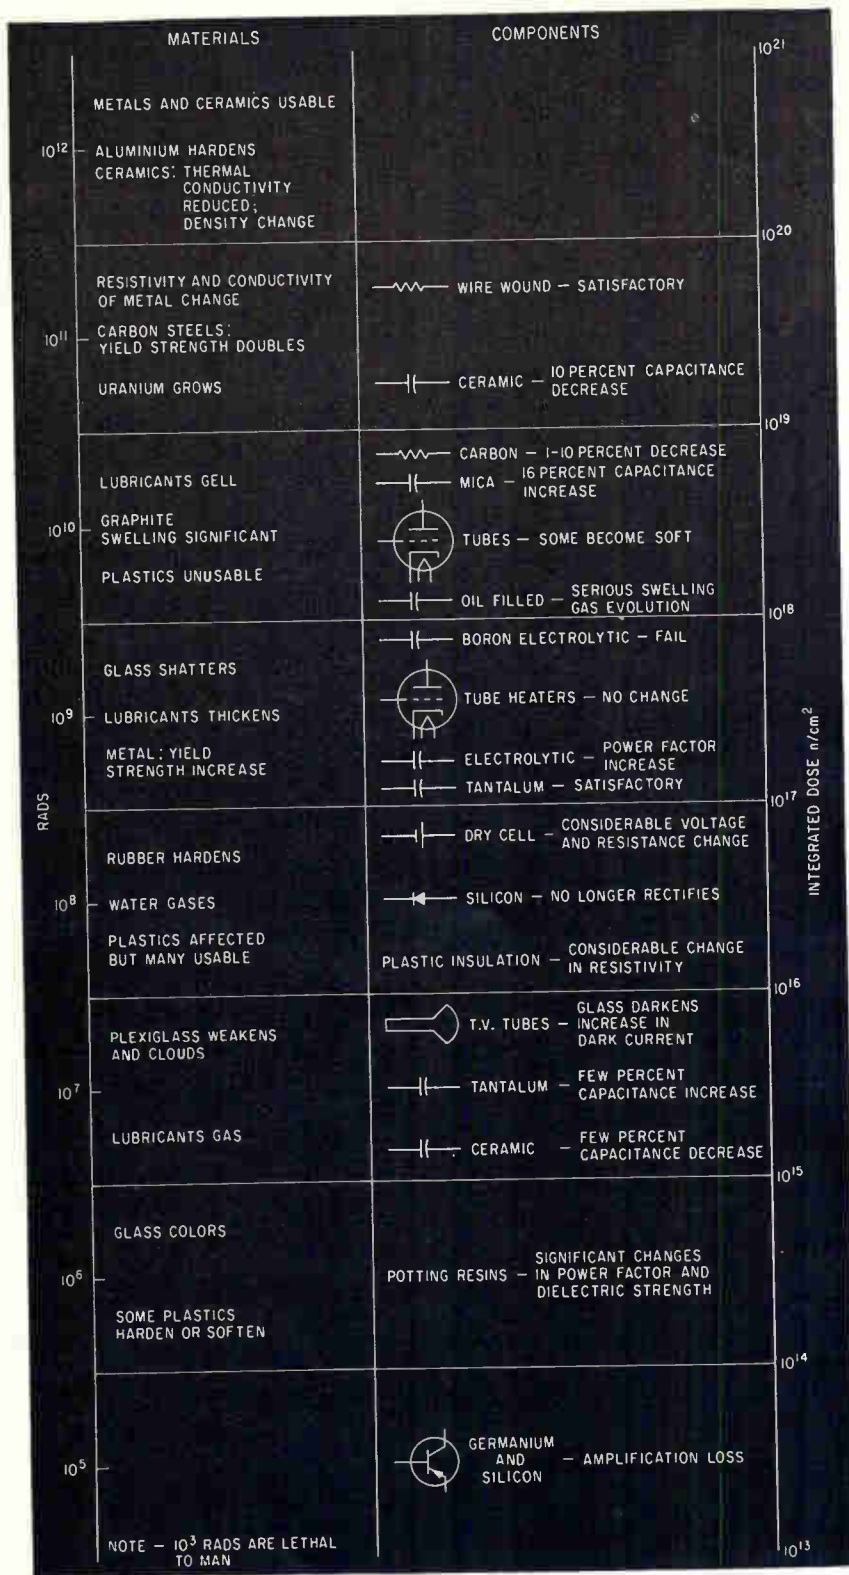 MATERIALS
COMPONENTS
10²¹
METALS AND CERAMICS USABLE
10¹²
ALUMINIUM HARDENS
CERAMICS: THERMAL
CONDUCTIVITY
REDUCED;
DENSITY CHANGE
10²⁰
RESISTIVITY AND CONDUCTIVITY
OF METAL CHANGE
WIRE WOUND — SATISFACTORY
10¹¹
CARBON STEELS:
YIELD STRENGTH DOUBLES
URANIUM GROWS
CERAMIC — 10 PERCENT CAPACITANCE
DECREASE
10¹⁹
CARBON — 1-10 PERCENT DECREASE
LUBRICANTS GELL
MICA — 16 PERCENT CAPACITANCE
INCREASE
10¹⁰
GRAPHITE
SWELLING SIGNIFICANT
TUBES — SOME BECOME SOFT
PLASTICS UNUSABLE
OIL FILLED — SERIOUS SWELLING
GAS EVOLUTION
10¹⁸
BORON ELECTROLYTIC — FAIL
GLASS SHATTERS
TUBE HEATERS — NO CHANGE
10⁹
LUBRICANTS THICKENS
METAL: YIELD
STRENGTH INCREASE
ELECTROLYTIC — POWER FACTOR
INCREASE
TANTALUM — SATISFACTORY
10¹⁷
RADS
INTEGRATED DOSE n/cm²
DRY CELL — CONSIDERABLE VOLTAGE
AND RESISTANCE CHANGE
RUBBER HARDENS
10⁸
WATER GASES
SILICON — NO LONGER RECTIFIES
PLASTICS AFFECTED
BUT MANY USABLE
PLASTIC INSULATION — CONSIDERABLE CHANGE
IN RESISTIVITY
10¹⁶
PLEXIGLASS WEAKENS
AND CLOUDS
T.V. TUBES — GLASS DARKENS
INCREASE IN
DARK CURRENT
10⁷
TANTALUM — FEW PERCENT
CAPACITANCE INCREASE
LUBRICANTS GAS
CERAMIC — FEW PERCENT
CAPACITANCE DECREASE
10¹⁵
GLASS COLORS
10⁶
POTTING RESINS — SIGNIFICANT CHANGES
IN POWER FACTOR AND
DIELECTRIC STRENGTH
SOME PLASTICS
HARDEN OR SOFTEN
10¹⁴
10⁵
GERMANIUM
AND
SILICON — AMPLIFICATION LOSS
NOTE — 10³ RADS ARE LETHAL
TO MAN
10¹³